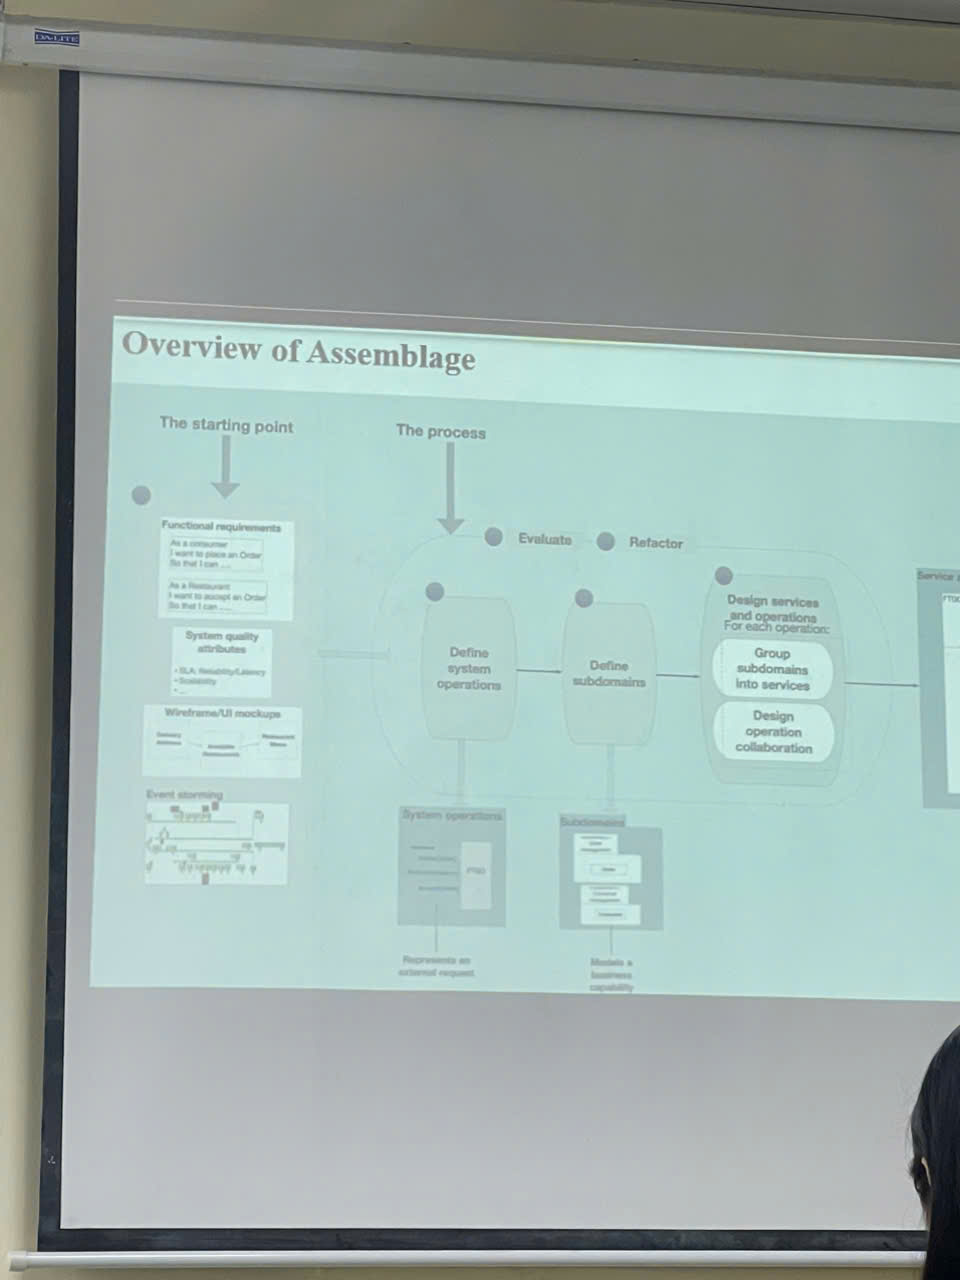 DA-LITE
Overview of Assemblage
The starting point
The process
Functional requirements
As a consumer
I want to place an Order
So that I can ....
As a Restaurant
I want to accept an Order
So that I can ....
System quality
attributes
• SLA: Reliability/Latency
• Scalability
• ...
Wireframe/UI mockups
Event storming
Evaluate
Refactor
Define
system
operations
Define
subdomains
Design services
and operations
For each operation:
Group
subdomains
into services
Design
operation
collaboration
System operations
FTGO
Represents an
external request
Subdomains
Models a
business
capability
Service